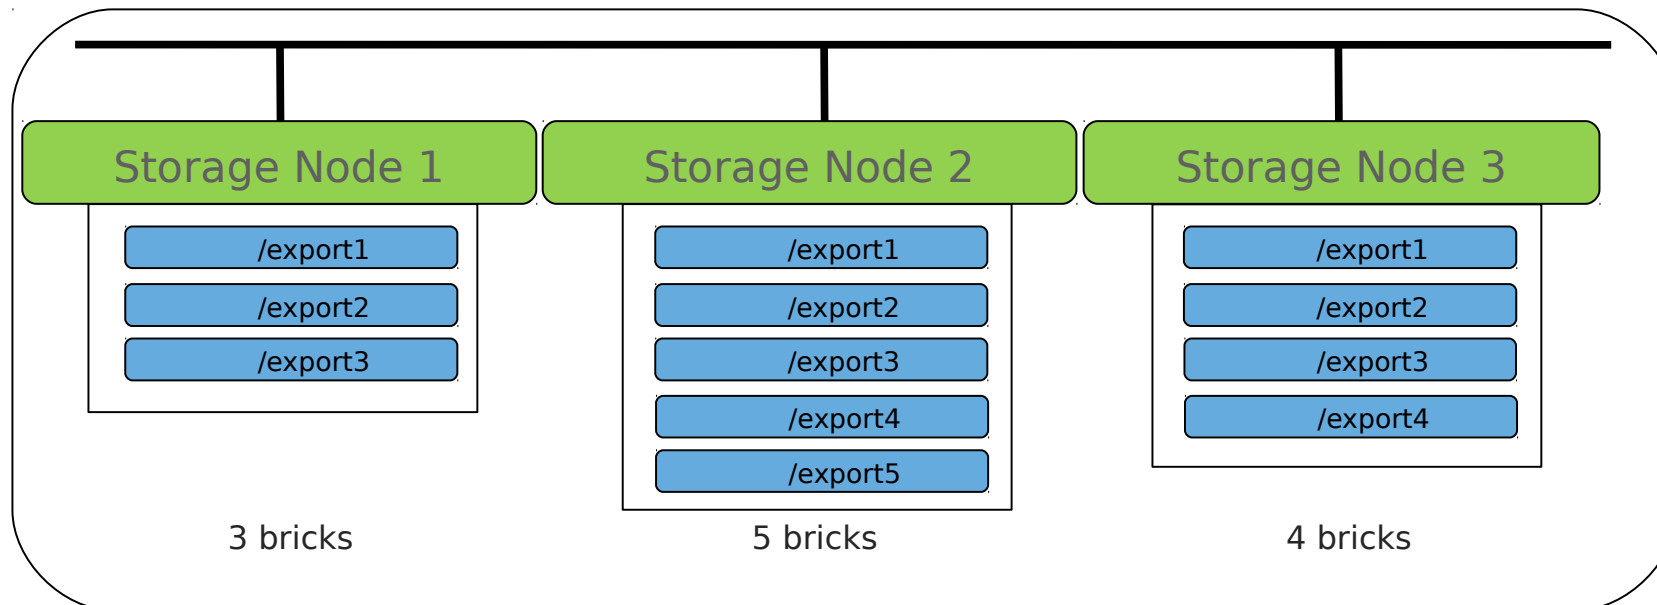 Storage Node 1
Storage Node 2
Storage Node 3
/export1
/export2
/export3
/export1
/export2
/export3
/export4
/export5
/export1
/export2
/export3
/export4
3 bricks
5 bricks
4 bricks